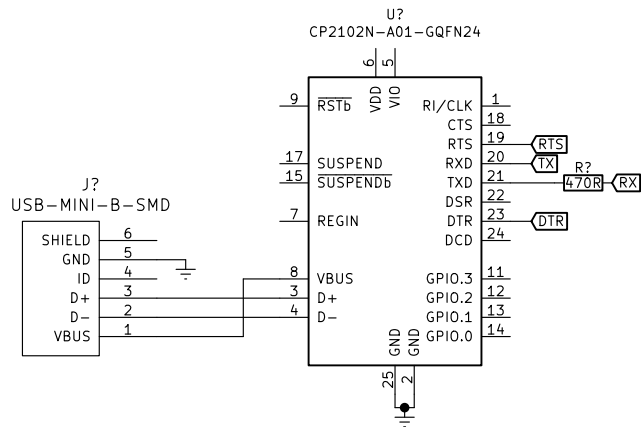 U?
CP2102N-A01-GQFN24
6
5
VDD
VIO
9
RSTb
RI/CLK
1
CTS
18
RTS
19
RTS
17
SUSPEND
RXD
20
TX
R?
15
SUSPENDb
TXD
21
470R
RX
DSR
22
7
REGIN
DTR
23
DTR
DCD
24
J?
USB-MINI-B-SMD
SHIELD
6
GND
5
ID
4
8
VBUS
GPIO.3
11
D+
3
3
D+
GPIO.2
12
D-
2
4
D-
GPIO.1
13
VBUS
1
GPIO.0
14
GND
GND
25
2